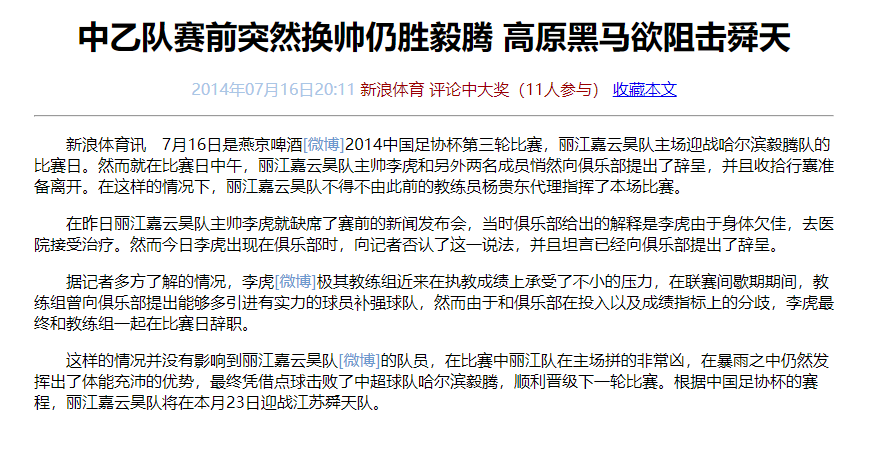 中乙队赛前突然换帅仍胜毅腾 高原黑马欲阻击舜天
2014年07月16日20:11 新浪体育 评论中大奖（11人参与） 收藏本文
新浪体育讯　7月16日是燕京啤酒[微博]2014中国足协杯第三轮比赛，丽江嘉云昊队主场迎战哈尔滨毅腾队的
比赛日。然而就在比赛日中午，丽江嘉云昊队主帅李虎和另外两名成员悄然向俱乐部提出了辞呈，并且收拾行囊准
备离开。在这样的情况下，丽江嘉云昊队不得不由此前的教练员杨贵东代理指挥了本场比赛。
在昨日丽江嘉云昊队主帅李虎就缺席了赛前的新闻发布会，当时俱乐部给出的解释是李虎由于身体欠佳，去医
院接受治疗。然而今日李虎出现在俱乐部时，向记者否认了这一说法，并且坦言已经向俱乐部提出了辞呈。
据记者多方了解的情况，李虎[微博]极其教练组近来在执教成绩上承受了不小的压力，在联赛间歇期期间，教
练组曾向俱乐部提出能够多引进有实力的球员补强球队，然而由于和俱乐部在投入以及成绩指标上的分歧，李虎最
终和教练组一起在比赛日辞职。
这样的情况并没有影响到丽江嘉云昊队[微博]的队员，在比赛中丽江队在主场拼的非常凶，在暴雨之中仍然发
挥出了体能充沛的优势，最终凭借点球击败了中超球队哈尔滨毅腾，顺利晋级下一轮比赛。根据中国足协杯的赛
程，丽江嘉云昊队将在本月23日迎战江苏舜天队。